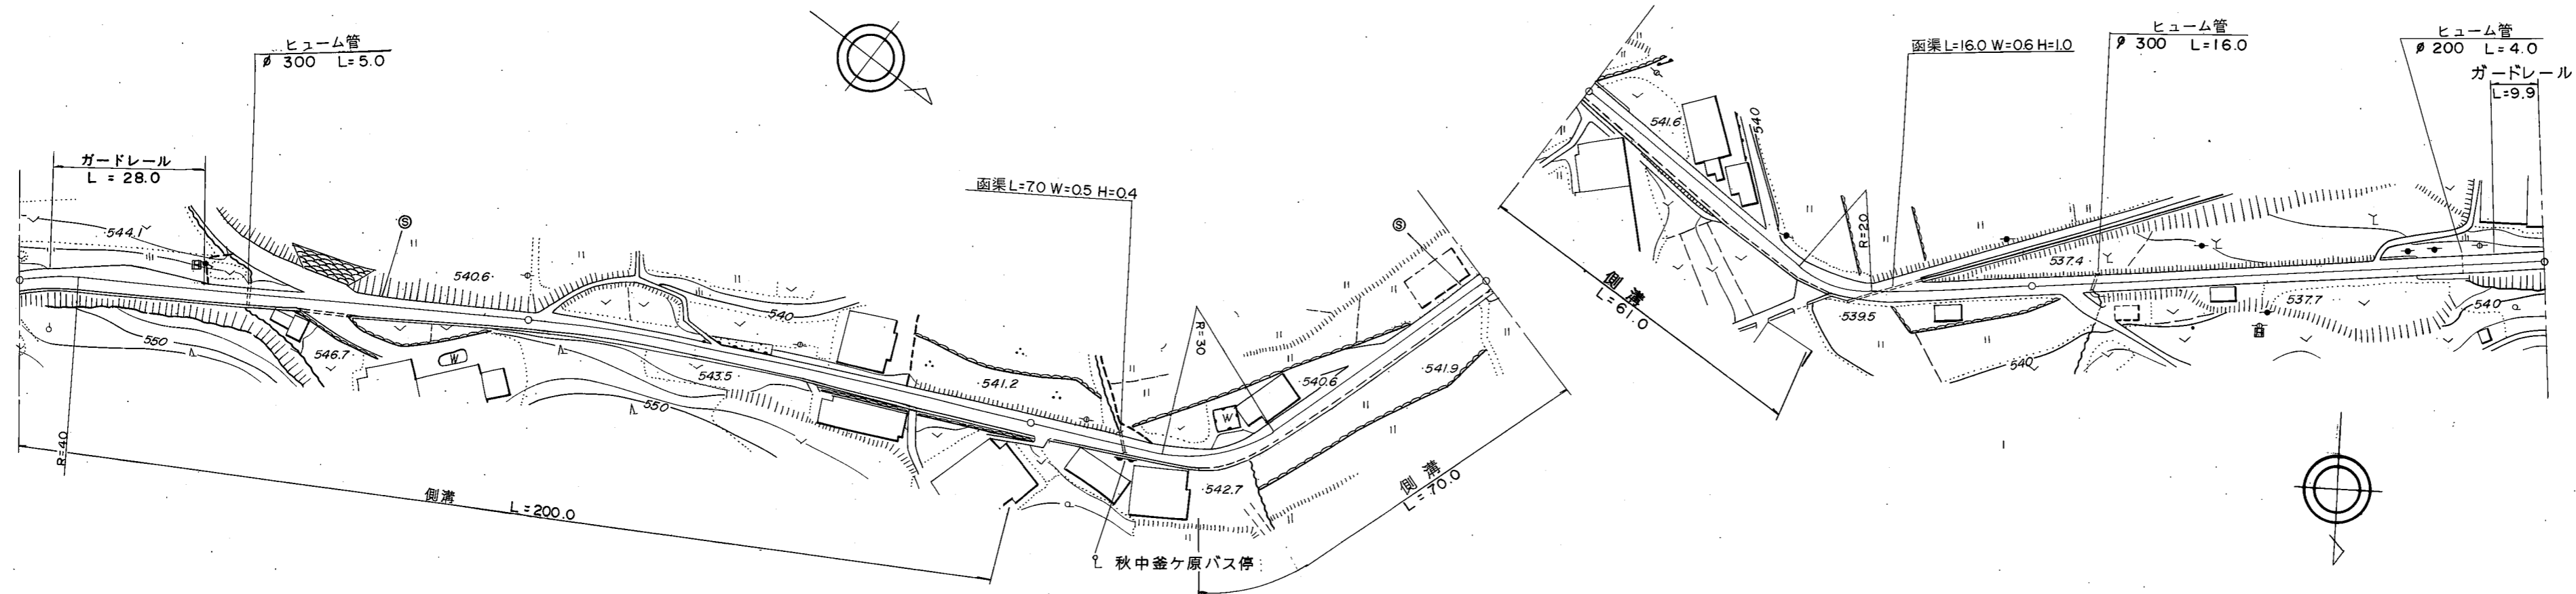 ヒューム管
φ 300 L=5.0
ガードレール
L = 28.0
544.1
Ⓢ
540.6
550
R=40
546.7
W
540
543.5
550
541.2
側溝
L=200.0
函渠 L=7.0 W=0.5 H=0.4
R=30
W
540.6
541.9
542.7
側溝
L=70.0
秋中釜ケ原バス停
Ⓢ
541.6
540
側溝
L=61.0
函渠 L=16.0 W=0.6 H=1.0
R=20
539.5
ヒューム管
φ 300 L=16.0
537.4
540
537.7
540
ヒューム管
φ 200 L=4.0
ガードレール
L=9.9